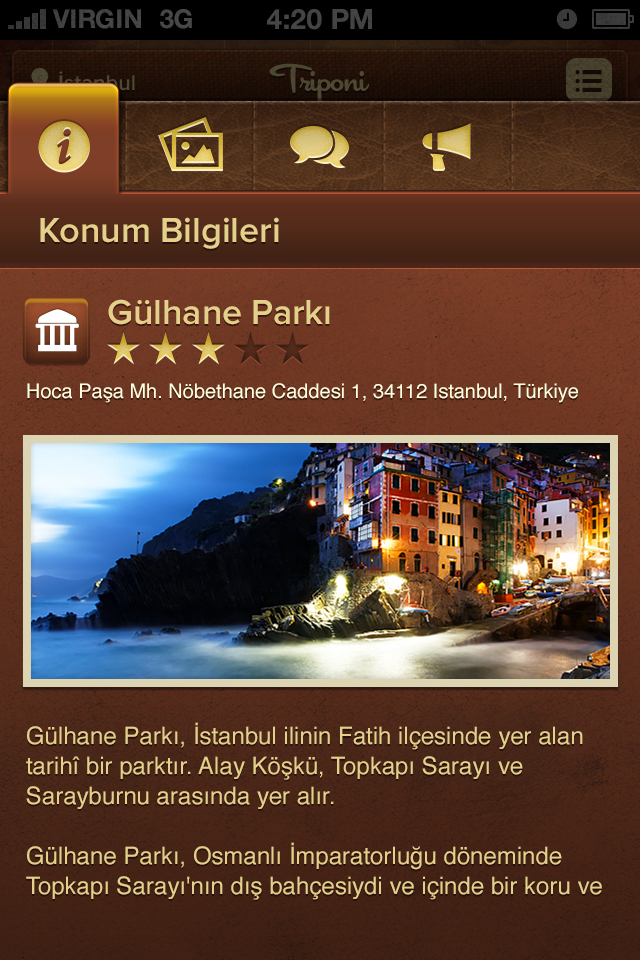 VIRGIN 3G 4:20 PM
İstanbul Triponi
Konum Bilgileri
Gülhane Parkı
Hoca Paşa Mh. Nöbethane Caddesi 1, 34112 Istanbul, Türkiye
Gülhane Parkı, İstanbul ilinin Fatih ilçesinde yer alan
tarihî bir parktır. Alay Köşkü, Topkapı Sarayı ve
Sarayburnu arasında yer alır.
Gülhane Parkı, Osmanlı İmparatorluğu döneminde
Topkapı Sarayı'nın dış bahçesiydi ve içinde bir koru ve